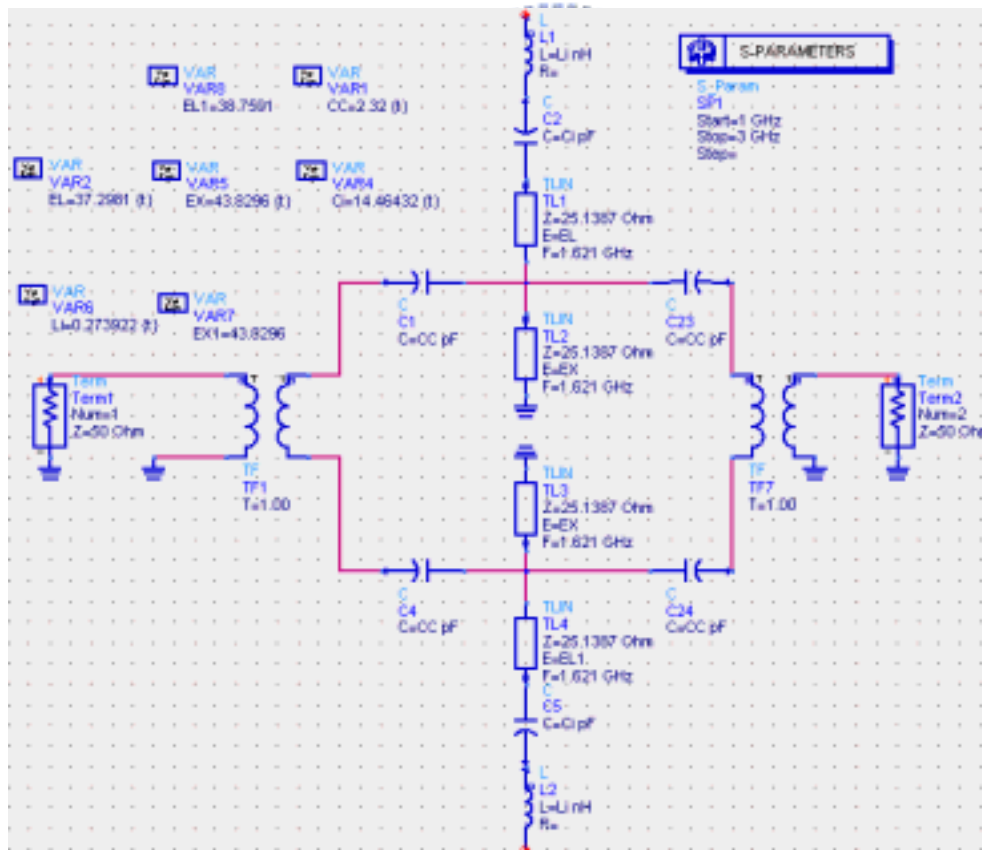 L
L1
L=Li nH
R=
S-PARAMETERS
S-Param
SP1
Start=1 GHz
Stop=3 GHz
Step=
VAR
VAR8
EL1=38.7591
VAR
VAR1
CC=2.32 {t}
C
C2
C=Ci pF
VAR
VAR2
EL=37.2981 {t}
VAR
VAR5
EX=43.8296 {t}
VAR
VAR4
Ci=14.46432 {t}
TLIN
TL1
Z=25.1387 Ohm
E=EL
F=1.621 GHz
VAR
VAR6
Li=0.273922 {t}
VAR
VAR7
EX1=43.8296
C
C1
C=CC pF
TLIN
TL2
Z=25.1387 Ohm
E=EX
F=1.621 GHz
C
C23
C=CC pF
Term
Term1
Num=1
Z=50 Ohm
T
T
TF
TF1
T=1.00
T
T
TF
TF7
T=1.00
Term
Term2
Num=2
Z=50 Ohm
TLIN
TL3
Z=25.1387 Ohm
E=EX
F=1.621 GHz
C
C4
C=CC pF
C
C24
C=CC pF
TLIN
TL4
Z=25.1387 Ohm
E=EL1
F=1.621 GHz
C
C5
C=Ci pF
L
L2
L=Li nH
R=